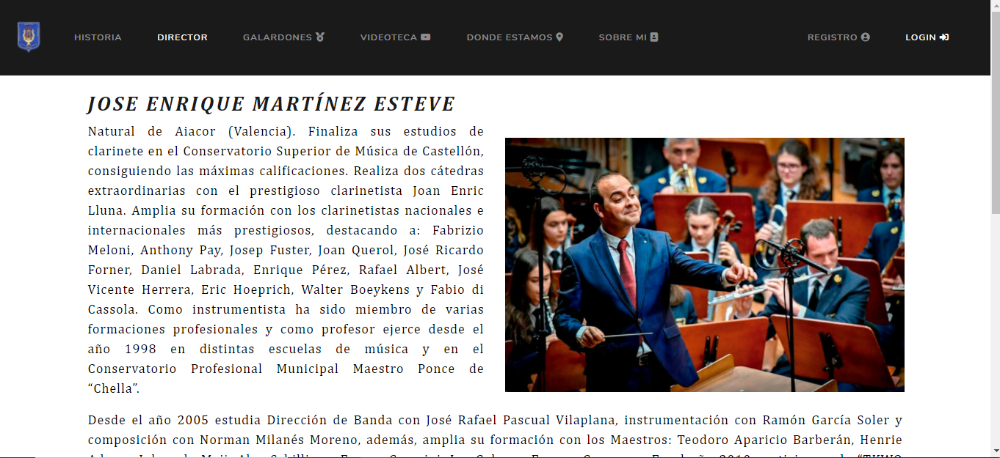 HISTORIA
DIRECTOR
GALARDONES
VIDEOTECA
DONDE ESTAMOS
SOBRE MI
REGISTRO
LOGIN
JOSE ENRIQUE MARTÍNEZ ESTEVE
Natural de Aiacor (Valencia). Finaliza sus estudios de
clarinete en el Conservatorio Superior de Música de Castellón,
consiguiendo las máximas calificaciones. Realiza dos cátedras
extraordinarias con el prestigioso clarinetista Joan Enric
Lluna. Amplia su formación con los clarinetistas nacionales e
internacionales más prestigiosos, destacando a: Fabrizio
Meloni, Anthony Pay, Josep Fuster, Joan Querol, José Ricardo
Forner, Daniel Labrada, Enrique Pérez, Rafael Albert, José
Vicente Herrera, Eric Hoeprich, Walter Boeykens y Fabio di
Cassola. Como instrumentista ha sido miembro de varias
formaciones profesionales y como profesor ejerce desde el
año 1998 en distintas escuelas de música y en el
Conservatorio Profesional Municipal Maestro Ponce de
“Chella”.
Desde el año 2005 estudia Dirección de Banda con José Rafael Pascual Vilaplana, instrumentación con Ramón García Soler y
composición con Norman Milanés Moreno, además, amplia su formación con los Maestros: Teodoro Aparicio Barberán, Henrie